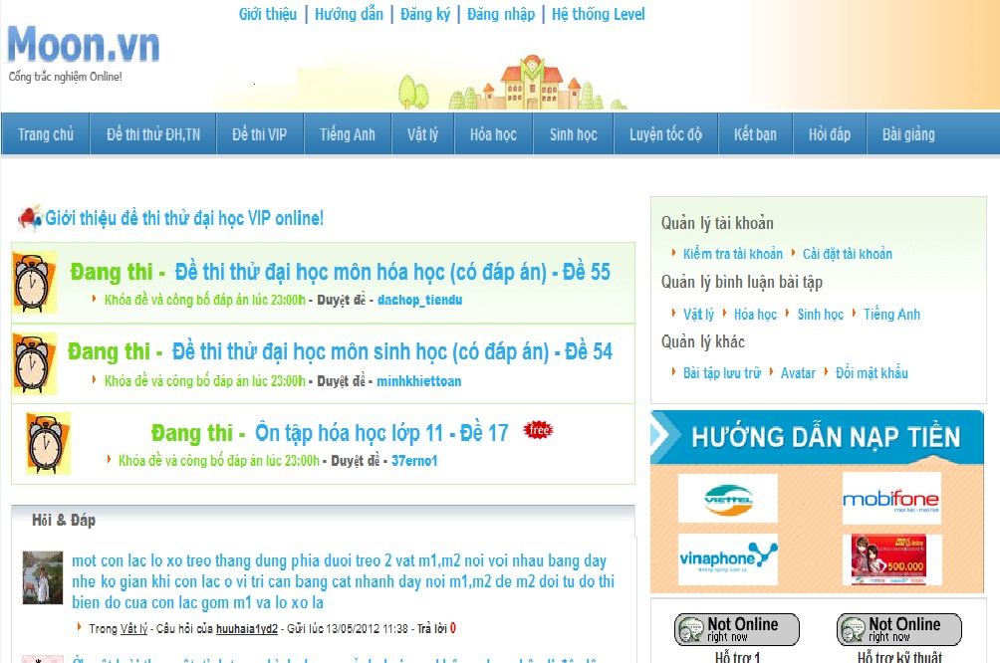 Giới thiệu | Hướng dẫn | Đăng ký | Đăng nhập | Hệ thống Level
Moon.vn
Cổng trắc nghiệm Online!
Trang chủ Đề thi thử ĐH,TN Đề thi VIP Tiếng Anh Vật lý Hóa học Sinh học Luyện tốc độ Kết bạn Hỏi đáp Bài giảng
Giới thiệu đề thi thử đại học VIP online!
Đang thi - Đề thi thử đại học môn hóa học (có đáp án) - Đề 55
Khóa đề và công bố đáp án lúc 23:00h - Duyệt đề - dachop_tiendu
Đang thi - Đề thi thử đại học môn sinh học (có đáp án) - Đề 54
Khóa đề và công bố đáp án lúc 23:00h - Duyệt đề - minhkhiettoan
Đang thi - Ôn tập hóa học lớp 11 - Đề 17 free
Khóa đề và công bố đáp án lúc 23:00h - Duyệt đề - 37erno1
Hỏi & Đáp
mot con lac lo xo treo thang dung phia duoi treo 2 vat m1,m2 noi voi nhau bang day
nhe ko gian khi con lac o vi tri can bang cat nhanh day noi m1,m2 de m2 doi tu do thi
bien do cua con lac gom m1 va lo xo la
Trong Vật lý - Câu hỏi của huuhaia1yd2 - Gửi lúc 13/05/2012 11:38 - Trả lời 0
Quản lý tài khoản
Kiểm tra tài khoản Cài đặt tài khoản
Quản lý bình luận bài tập
Vật lý Hóa học Sinh học Tiếng Anh
Quản lý khác
Bài tập lưu trữ Avatar Đổi mật khẩu
HƯỚNG DẪN NẠP TIỀN
VIETTEL mobifone
vinaphone 500,000
Not Online Not Online
right now right now
Hỗ trợ 1 Hỗ trợ kỹ thuật